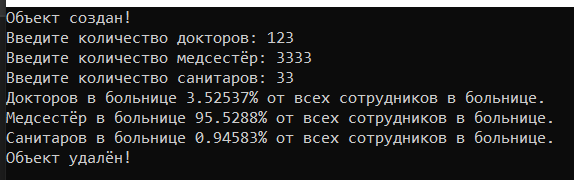 Объект создан!
Введите количество докторов: 123
Введите количество медсестёр: 3333
Введите количество санитаров: 33
Докторов в больнице 3.52537% от всех сотрудников в больнице.
Медсестёр в больнице 95.5288% от всех сотрудников в больнице.
Санитаров в больнице 0.94583% от всех сотрудников в больнице.
Объект удалён!